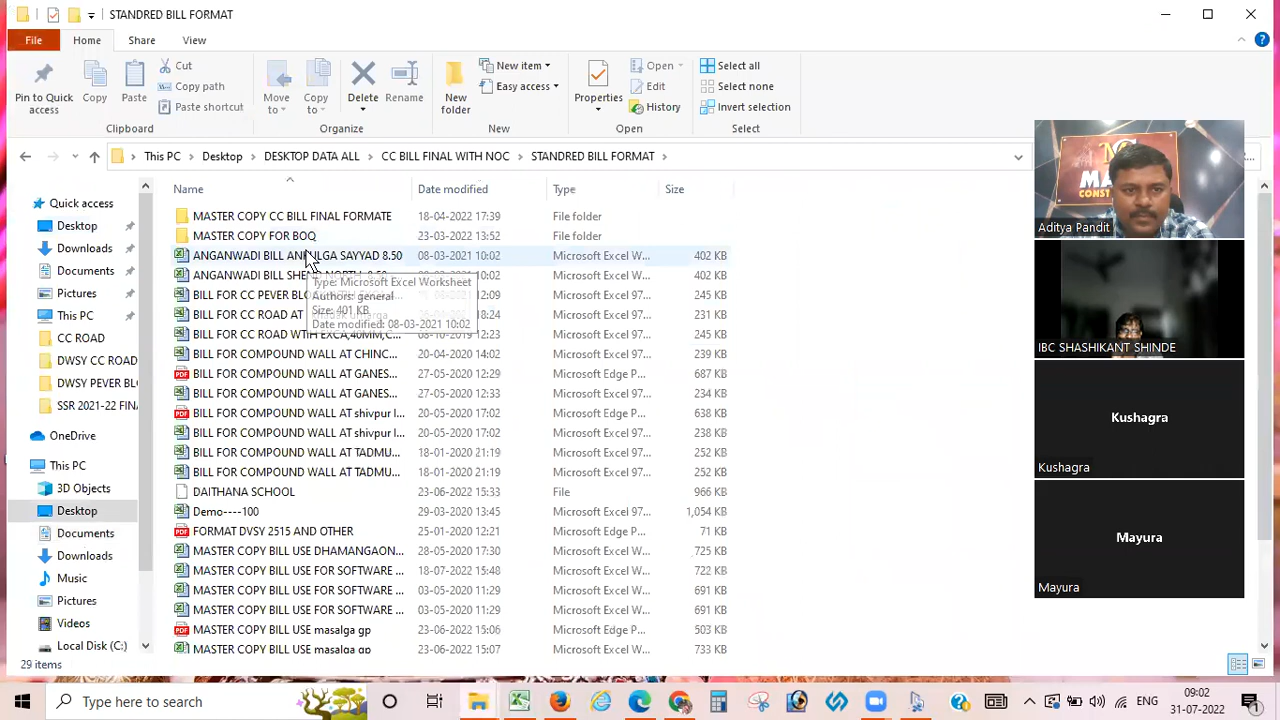 STANDRED BILL FORMAT
File Home Share View
Pin to Quick access
Copy
Paste
Cut
Copy path
Paste shortcut
Clipboard
Move to
Copy to
Delete
Rename
Organize
New folder
New item
Easy access
New
Properties
Open
Edit
History
Open
Select all
Select none
Invert selection
Select
This PC > Desktop > DESKTOP DATA ALL > CC BILL FINAL WITH NOC > STANDRED BILL FORMAT >
Quick access
Desktop
Downloads
Documents
Pictures
This PC
CC ROAD
DWSY CC ROAD
DWSY PEVER BL
SSR 2021-22 FIN
OneDrive
This PC
3D Objects
Desktop
Documents
Downloads
Music
Pictures
Videos
Local Disk (C:)
Name Date modified Type Size
MASTER COPY CC BILL FINAL FORMATE 18-04-2022 17:39 File folder
MASTER COPY FOR BOQ 23-03-2022 13:52 File folder
ANGANWADI BILL LGA SAYYAD 8.50 08-03-2021 10:02 Microsoft Excel W... 402 KB
ANGANWADI BILL 10:02 Microsoft Excel W... 402 KB
BILL FOR CC PEVER 12:09 Microsoft Excel 97... 245 KB
BILL FOR CC ROAD AT Microsoft Excel 97... 231 KB
BILL FOR CC ROAD WTH EXCA,40MM,C... 12:23 Microsoft Excel 97... 245 KB
BILL FOR COMPOUND WALL AT CHINC... 20-04-2020 14:02 Microsoft Excel 97... 239 KB
BILL FOR COMPOUND WALL AT GANES... 27-05-2020 12:29 Microsoft Edge P... 687 KB
BILL FOR COMPOUND WALL AT GANES... 27-05-2020 12:33 Microsoft Excel 97... 234 KB
BILL FOR COMPOUND WALL AT shivpur l... 20-05-2020 17:02 Microsoft Edge P... 638 KB
BILL FOR COMPOUND WALL AT shivpur l... 20-05-2020 17:02 Microsoft Excel 97... 238 KB
BILL FOR COMPOUND WALL AT TADMU... 18-01-2020 21:19 Microsoft Excel 97... 252 KB
BILL FOR COMPOUND WALL AT TADMU... 18-01-2020 21:19 Microsoft Excel 97... 252 KB
DAITHANA SCHOOL 23-06-2022 15:33 File 966 KB
Demo----100 29-03-2020 13:45 Microsoft Excel 97... 1,054 KB
FORMAT DVSY 2515 AND OTHER 25-01-2020 12:21 Microsoft Edge P... 71 KB
MASTER COPY BILL USE DHAMANGAON... 28-05-2020 17:30 Microsoft Excel W... 725 KB
MASTER COPY BILL USE FOR SOFTWARE ... 18-07-2022 15:48 Microsoft Excel W... 722 KB
MASTER COPY BILL USE FOR SOFTWARE ... 03-05-2020 11:29 Microsoft Excel W... 691 KB
MASTER COPY BILL USE FOR SOFTWARE ... 03-05-2020 11:29 Microsoft Excel W... 691 KB
MASTER COPY BILL USE masalga gp 23-06-2022 15:06 Microsoft Edge P... 503 KB
MASTER COPY BILL USE masalga gp 23-06-2022 15:07 Microsoft Excel W... 733 KB
Type: Microsoft Excel Worksheet
Authors: general
Size: 401 KB
Date modified: 08-03-2021 10:02
29 items
Aditya Pandit
IBC SHASHIKANT SHINDE
Kushagra
Kushagra
Mayura
Mayura
Type here to search
ENG
09:02
31-07-2022
1